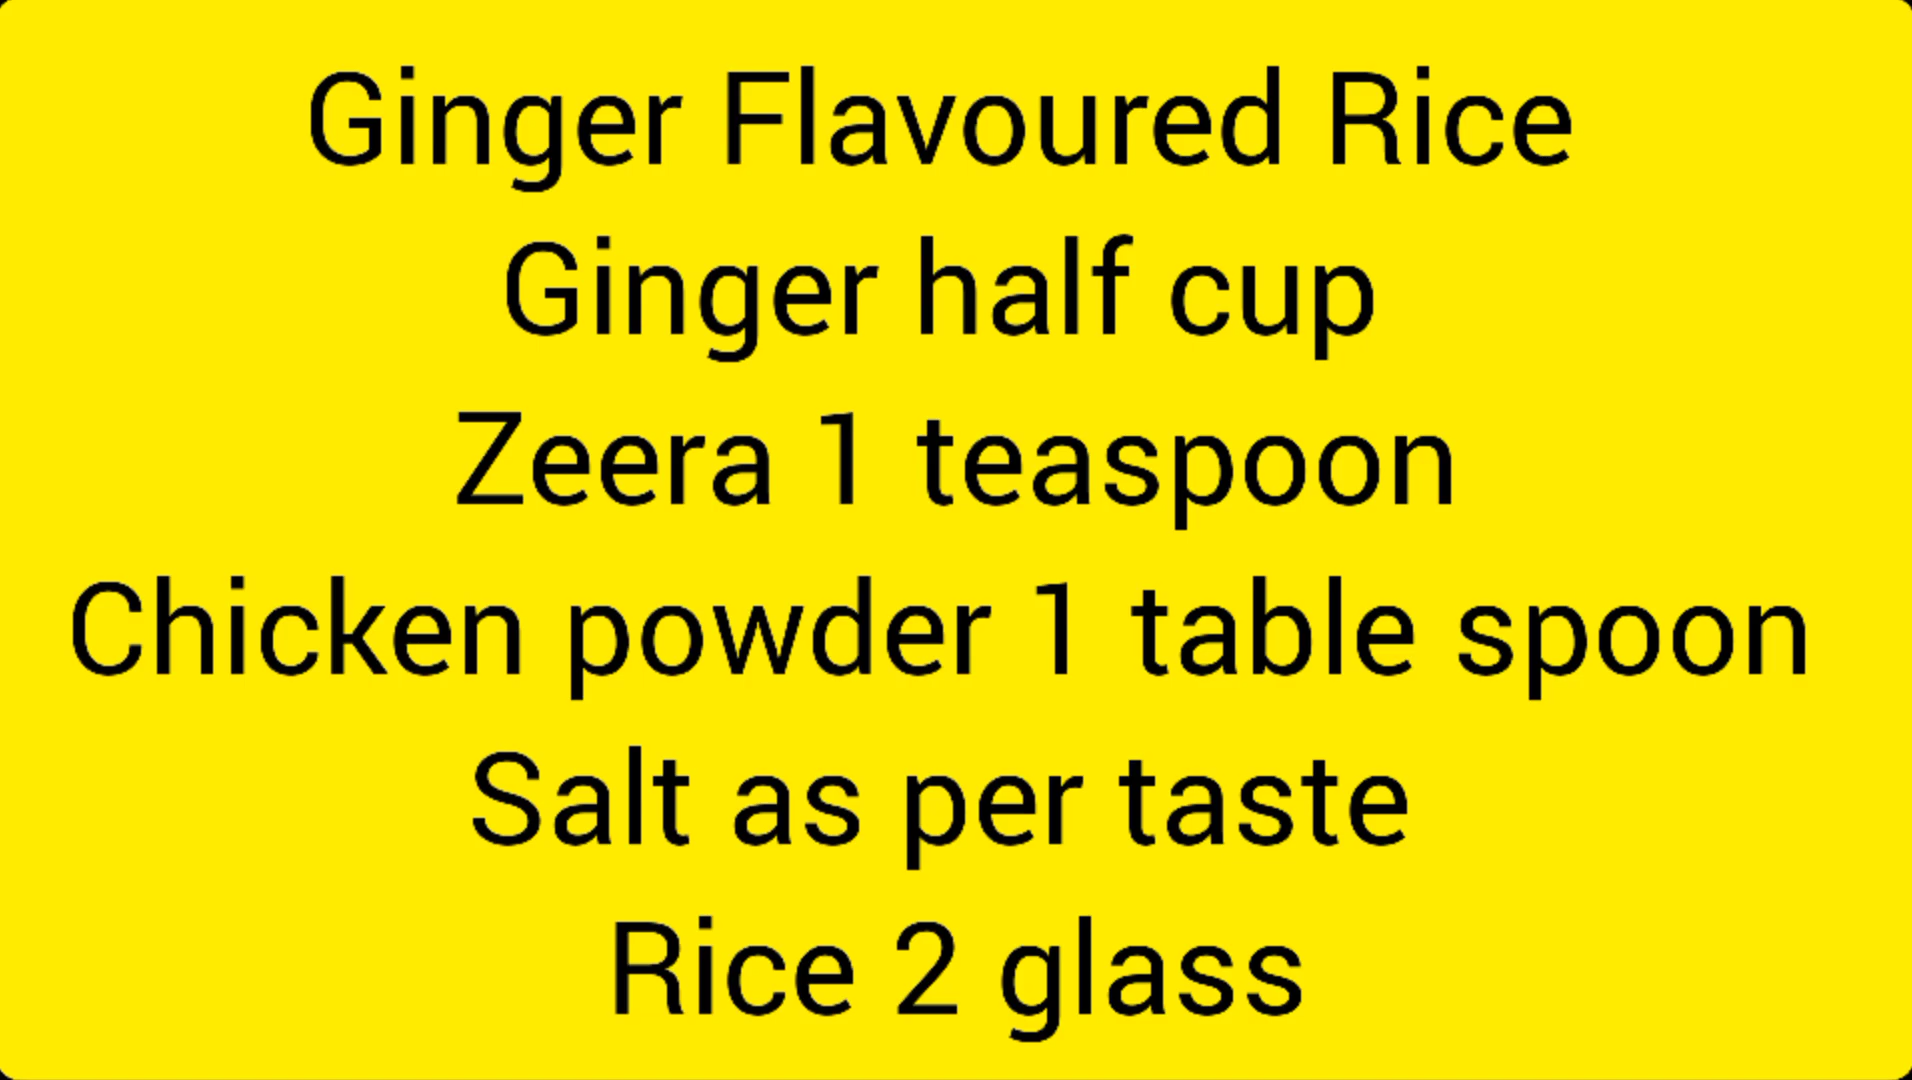 Ginger Flavoured Rice
Ginger half cup
Zeera 1 teaspoon
Chicken powder 1 table spoon
Salt as per taste
Rice 2 glass